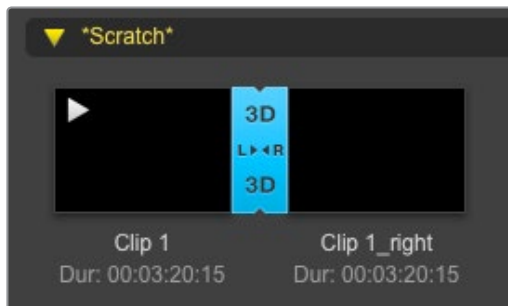 *Scratch*
3D
L R
3D
Clip 1 Clip 1_right
Dur: 00:03:20:15 Dur: 00:03:20:15